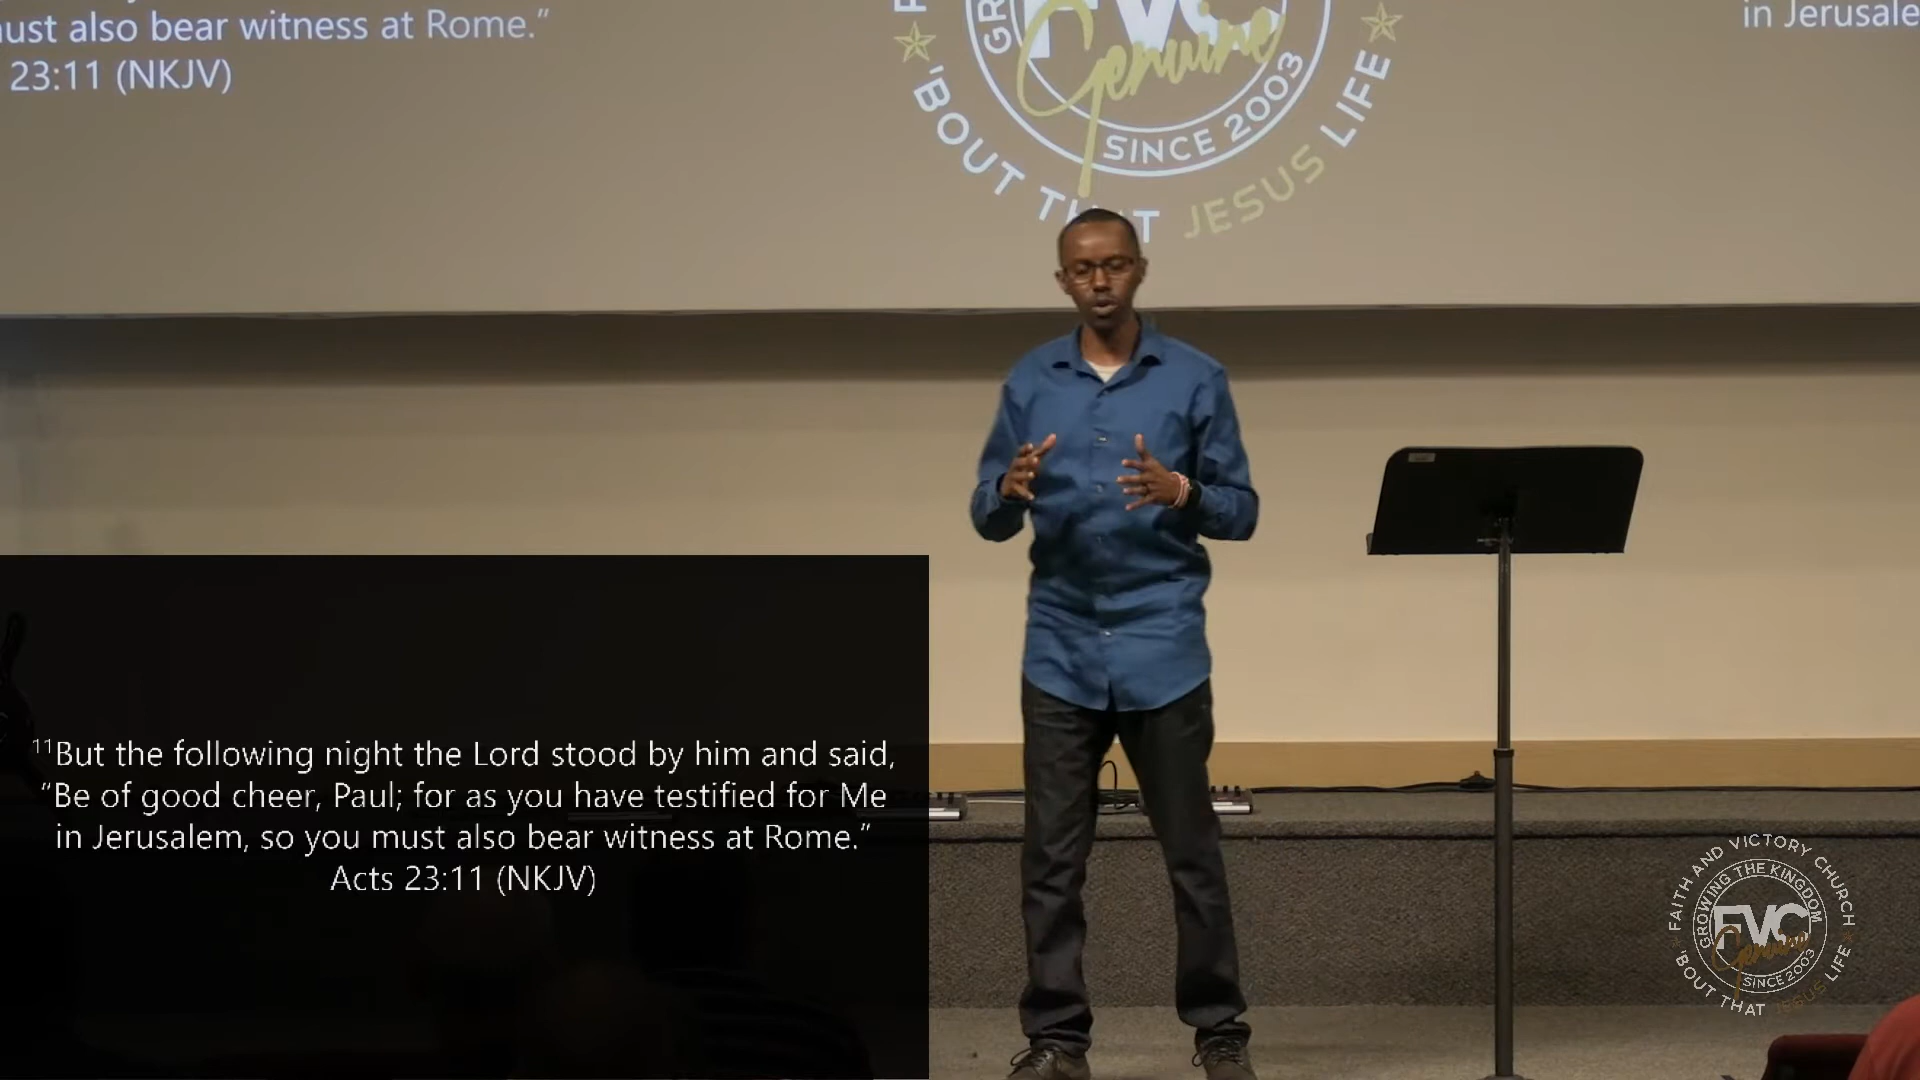 ust also bear witness at Rome.”
23:11 (NKJV)
FVC
Genuine
SINCE 2003
'BOUT THAT JESUS LIFE
in Jerusale
¹¹But the following night the Lord stood by him and said,
“Be of good cheer, Paul; for as you have testified for Me
in Jerusalem, so you must also bear witness at Rome.”
Acts 23:11 (NKJV)
FAITH AND VICTORY CHURCH
GROWING THE KINGDOM
FVC
Genuine
SINCE 2003
'BOUT THAT JESUS LIFE